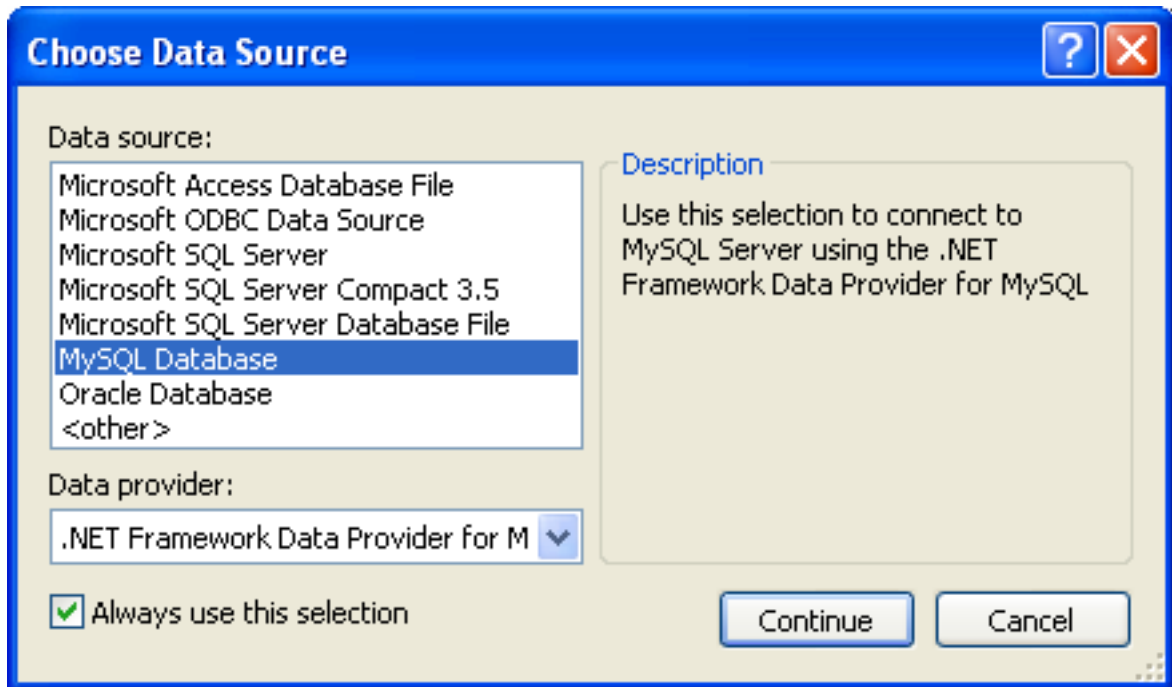 Choose Data Source
Data source:
Microsoft Access Database File
Microsoft ODBC Data Source
Microsoft SQL Server
Microsoft SQL Server Compact 3.5
Microsoft SQL Server Database File
MySQL Database
Oracle Database
<other>
Data provider:
.NET Framework Data Provider for M
Always use this selection
Description
Use this selection to connect to
MySQL Server using the .NET
Framework Data Provider for MySQL
Continue
Cancel